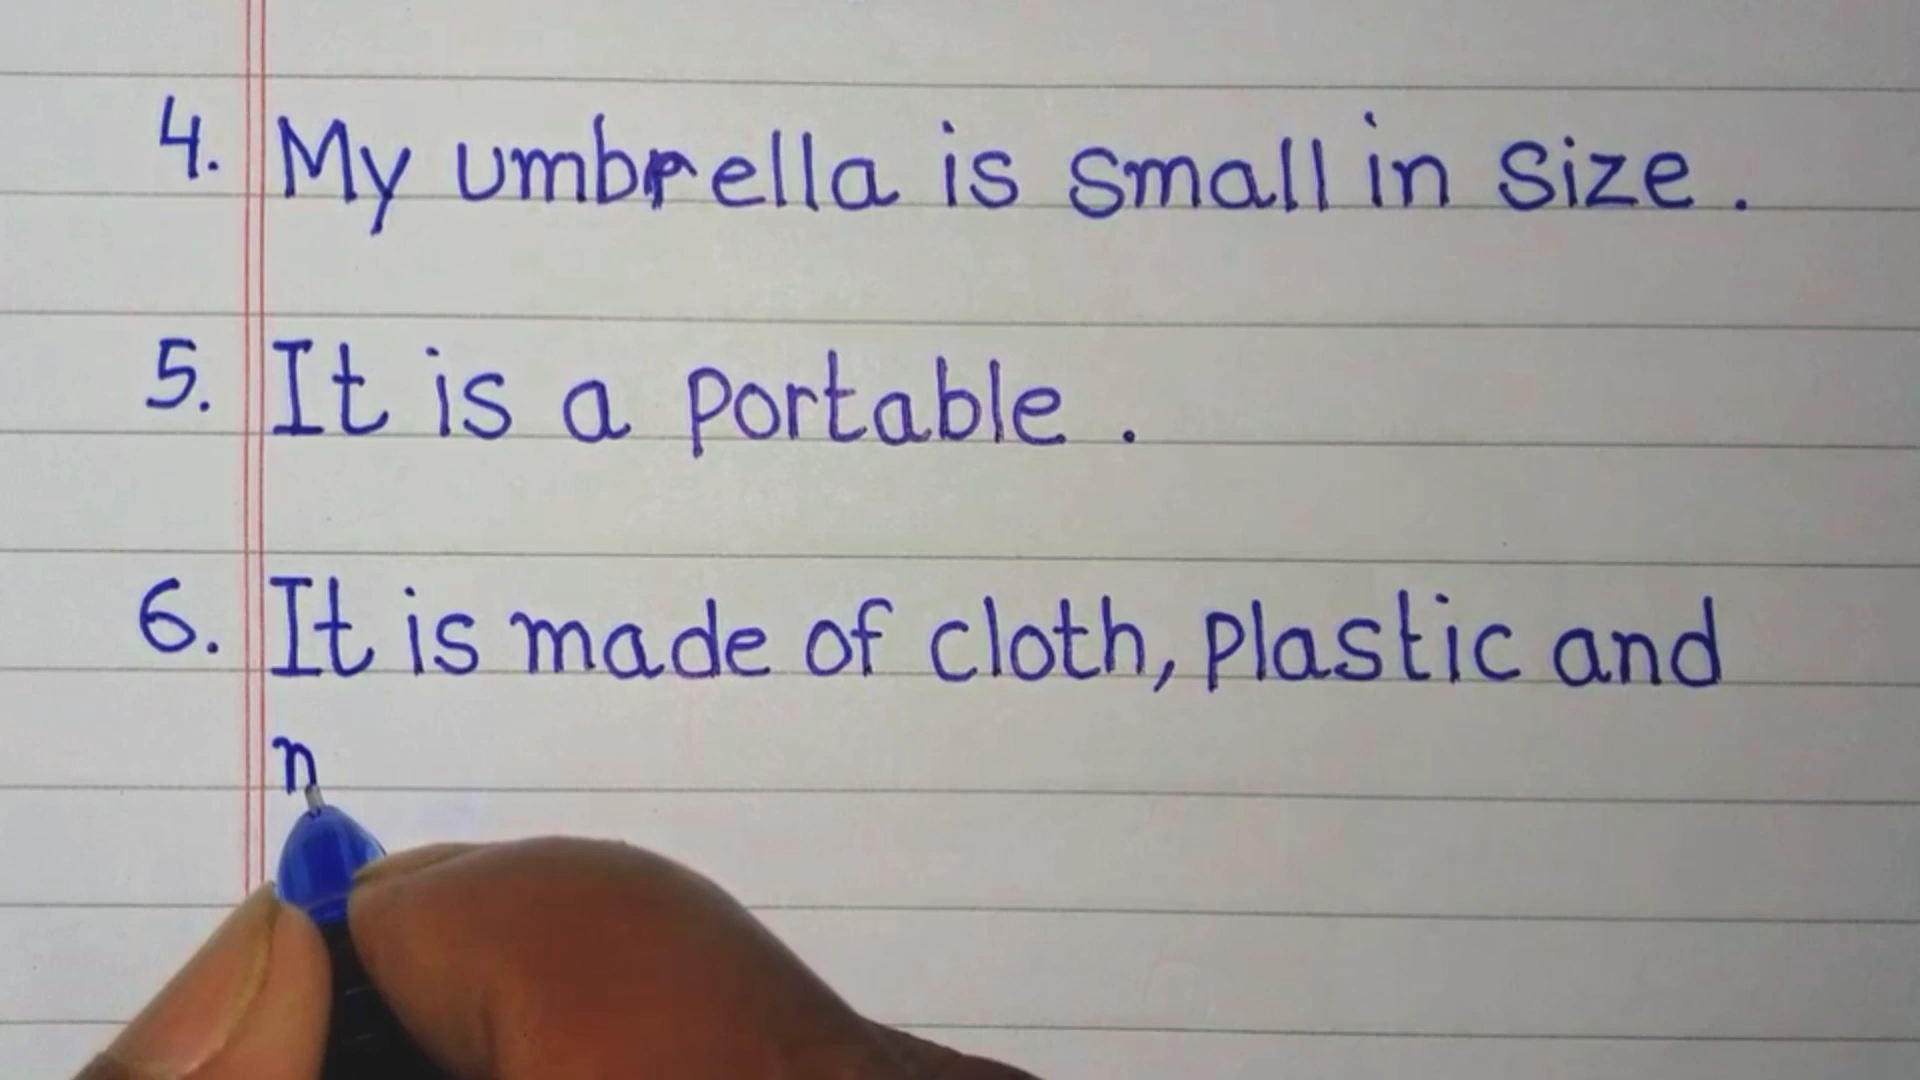 4. My umbrella is small in size.
5. It is a portable.
6. It is made of cloth, plastic and
n